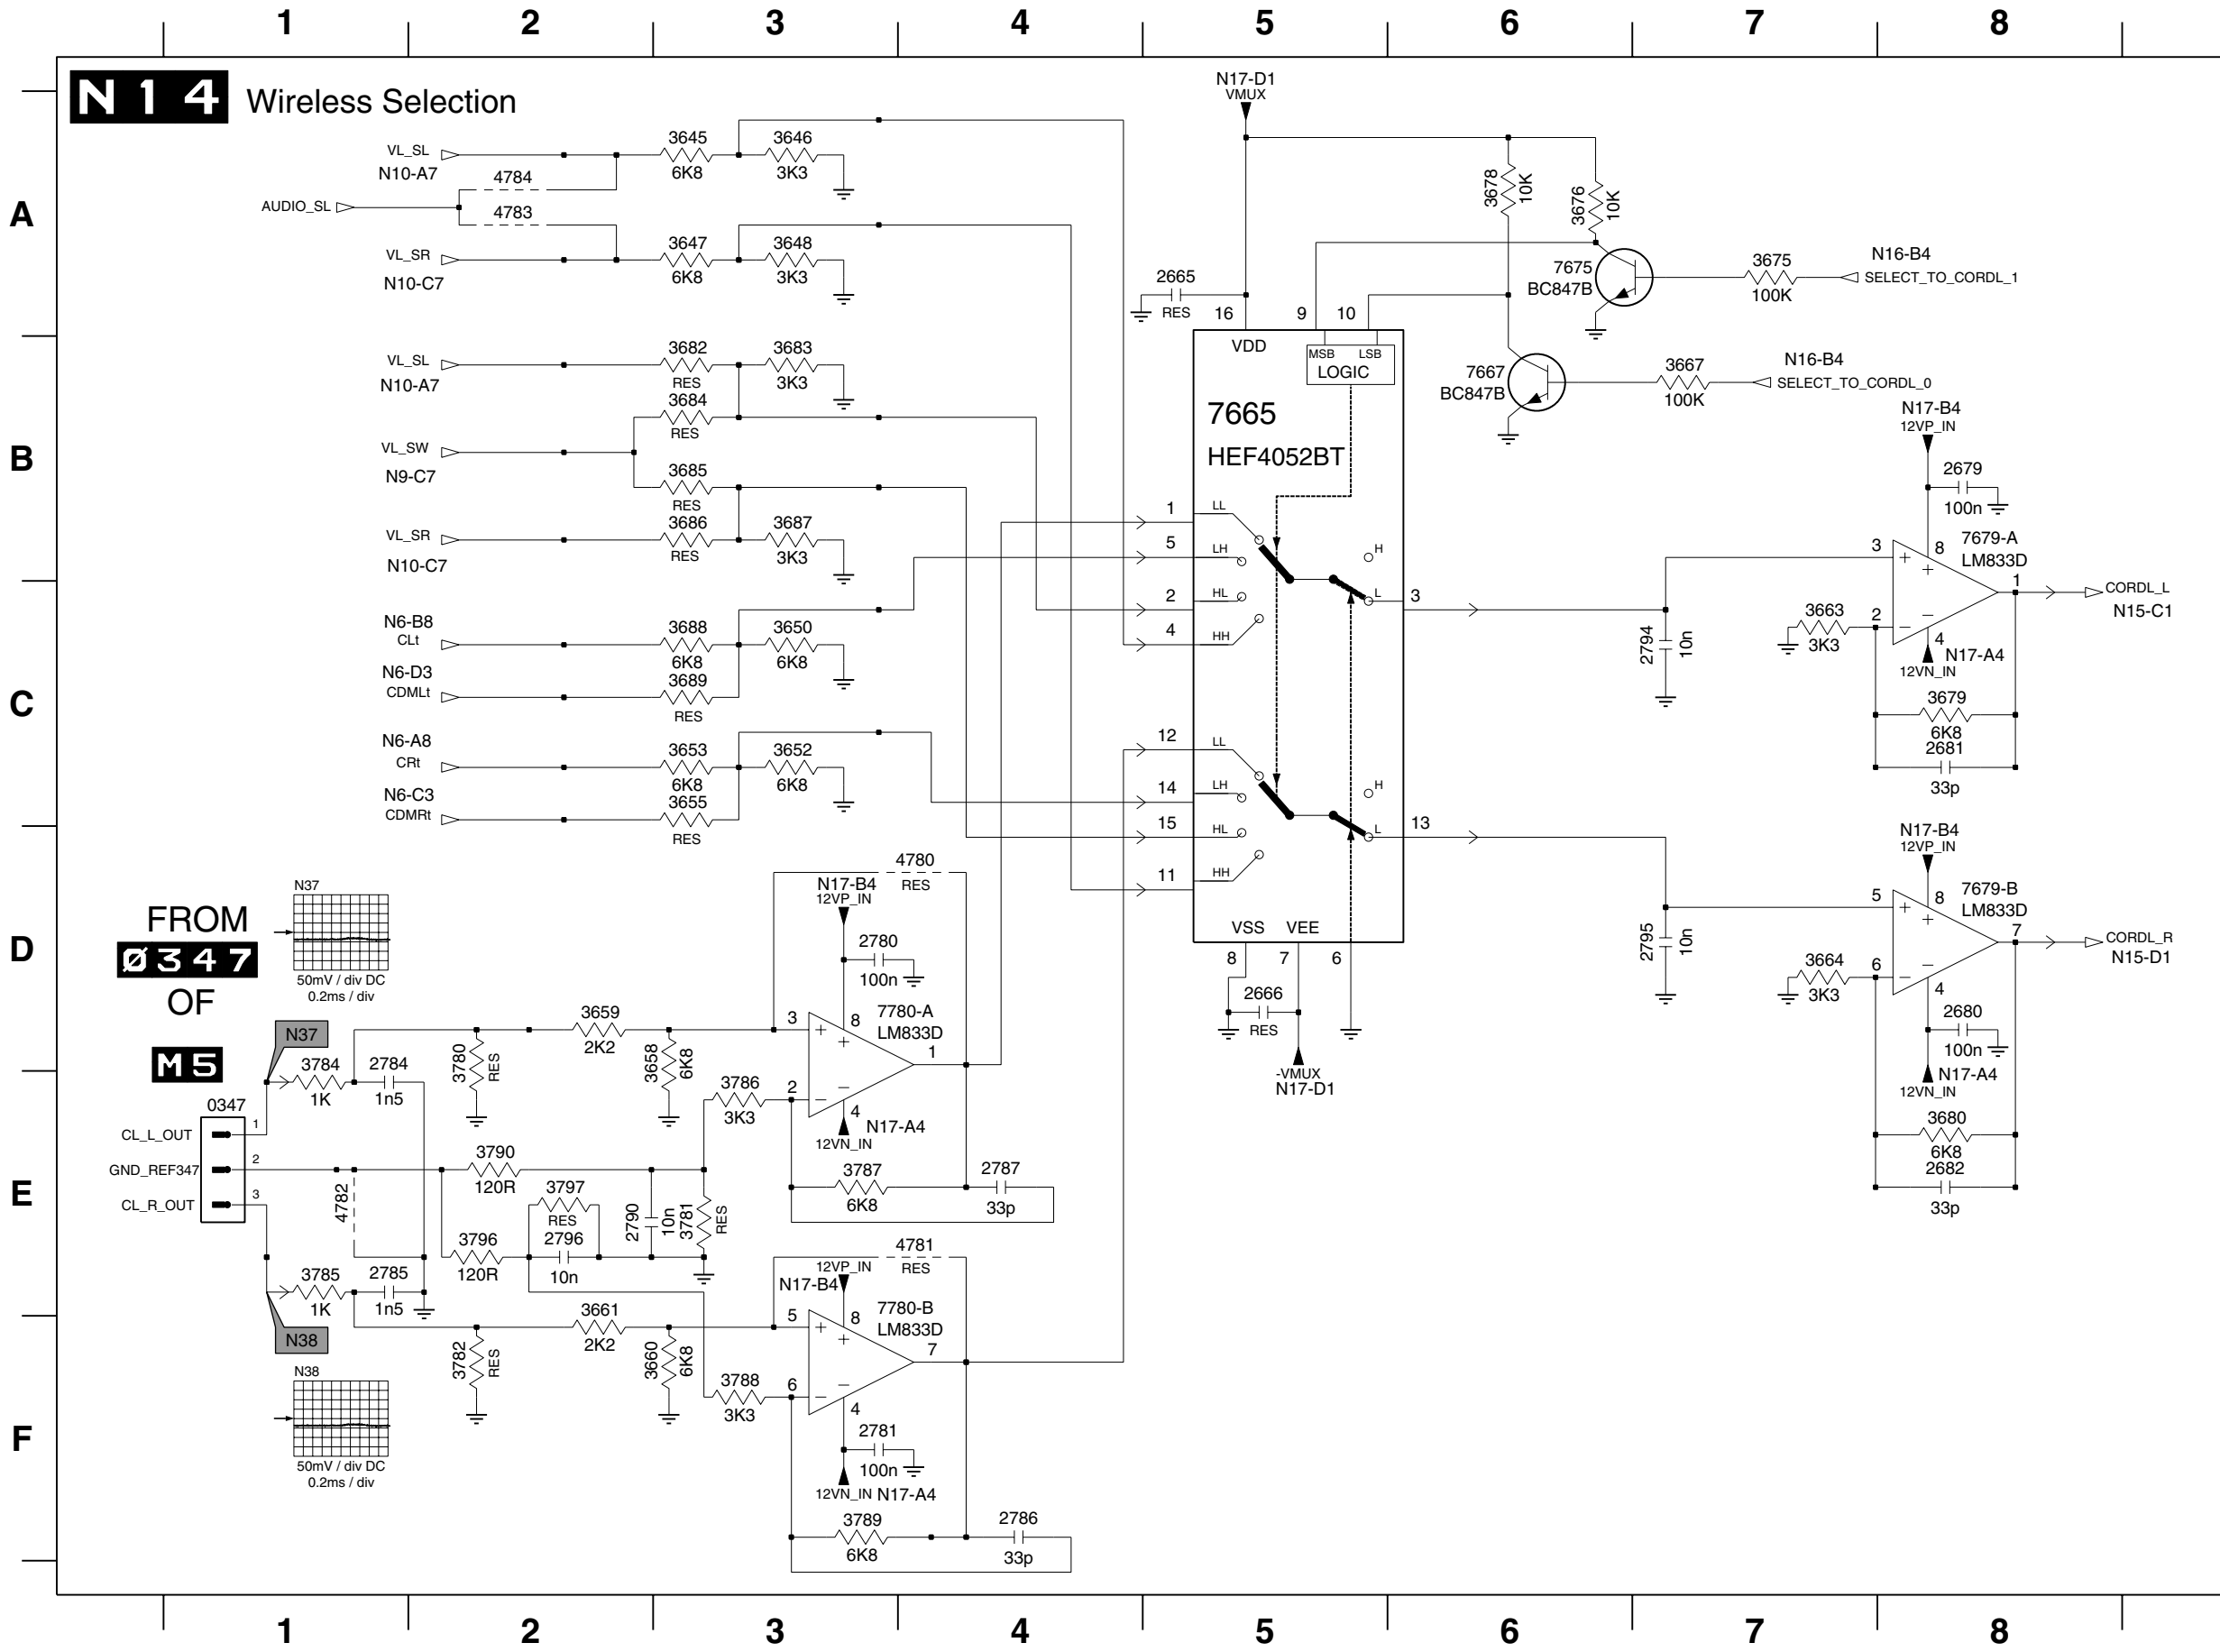 1 2 3 4 5 6 7 8
N14 Wireless Selection
A
VL_SL
N10-A7
4784
AUDIO_SL
4783
VL_SR
N10-C7
3645
6K8
3646
3K3
3647
6K8
3648
3K3
N17-D1
VMUX
3678
10K
3676
10K
2665
RES
7675
BC847B
3675
100K
N16-B4
SELECT_TO_CORDL_1
16
9
10
B
VL_SL
N10-A7
3682
RES
3683
3K3
3684
RES
VL_SW
N9-C7
3685
RES
VL_SR
N10-C7
3686
RES
3687
3K3
VDD
MSB LSB
LOGIC
7665
HEF4052BT
7667
BC847B
3667
100K
N16-B4
SELECT_TO_CORDL_0
N17-B4
12VP_IN
2679
100n
1 LL
5 LH
H
2 HL
L
3
4 HH
3
8
7679-A
LM833D
+
+
1
CORDL_L
N15-C1
C
N6-B8
CLt
3688
6K8
3650
6K8
N6-D3
CDMLt
3689
RES
N6-A8
CRt
3653
6K8
3652
6K8
N6-C3
CDMRt
3655
RES
2794
10n
3663
3K3
2
4
N17-A4
12VN_IN
3679
6K8
2681
33p
12 LL
14 LH
H
15 HL
L
13
11 HH
D
FROM
Ø347
OF
M5
N37
50mV / div DC
0.2ms / div
N37
4780
RES
N17-B4
12VP_IN
2780
100n
3659
2K2
3780
RES
3658
6K8
3
8
7780-A
LM833D
+
+
1
VSS VEE
8
7
6
2666
RES
-VMUX
N17-D1
N17-B4
12VP_IN
2795
10n
5
8
7679-B
LM833D
+
+
7
CORDL_R
N15-D1
3664
3K3
6
4
2680
100n
N17-A4
12VN_IN
3680
6K8
2682
33p
E
3784
1K
2784
1n5
0347
CL_L_OUT
1
GND_REF347
2
CL_R_OUT
3
4782
3790
120R
3797
RES
3796
120R
2796
10n
2790
10n
3781
RES
3786
3K3
2
4
N17-A4
12VN_IN
3787
6K8
2787
33p
3785
1K
2785
1n5
4781
RES
12VP_IN
N17-B4
F
N38
N38
50mV / div DC
0.2ms / div
3661
2K2
3782
RES
3660
6K8
3788
3K3
5
8
7780-B
LM833D
+
+
7
6
4
2781
100n
12VN_IN N17-A4
3789
6K8
2786
33p
1 2 3 4 5 6 7 8